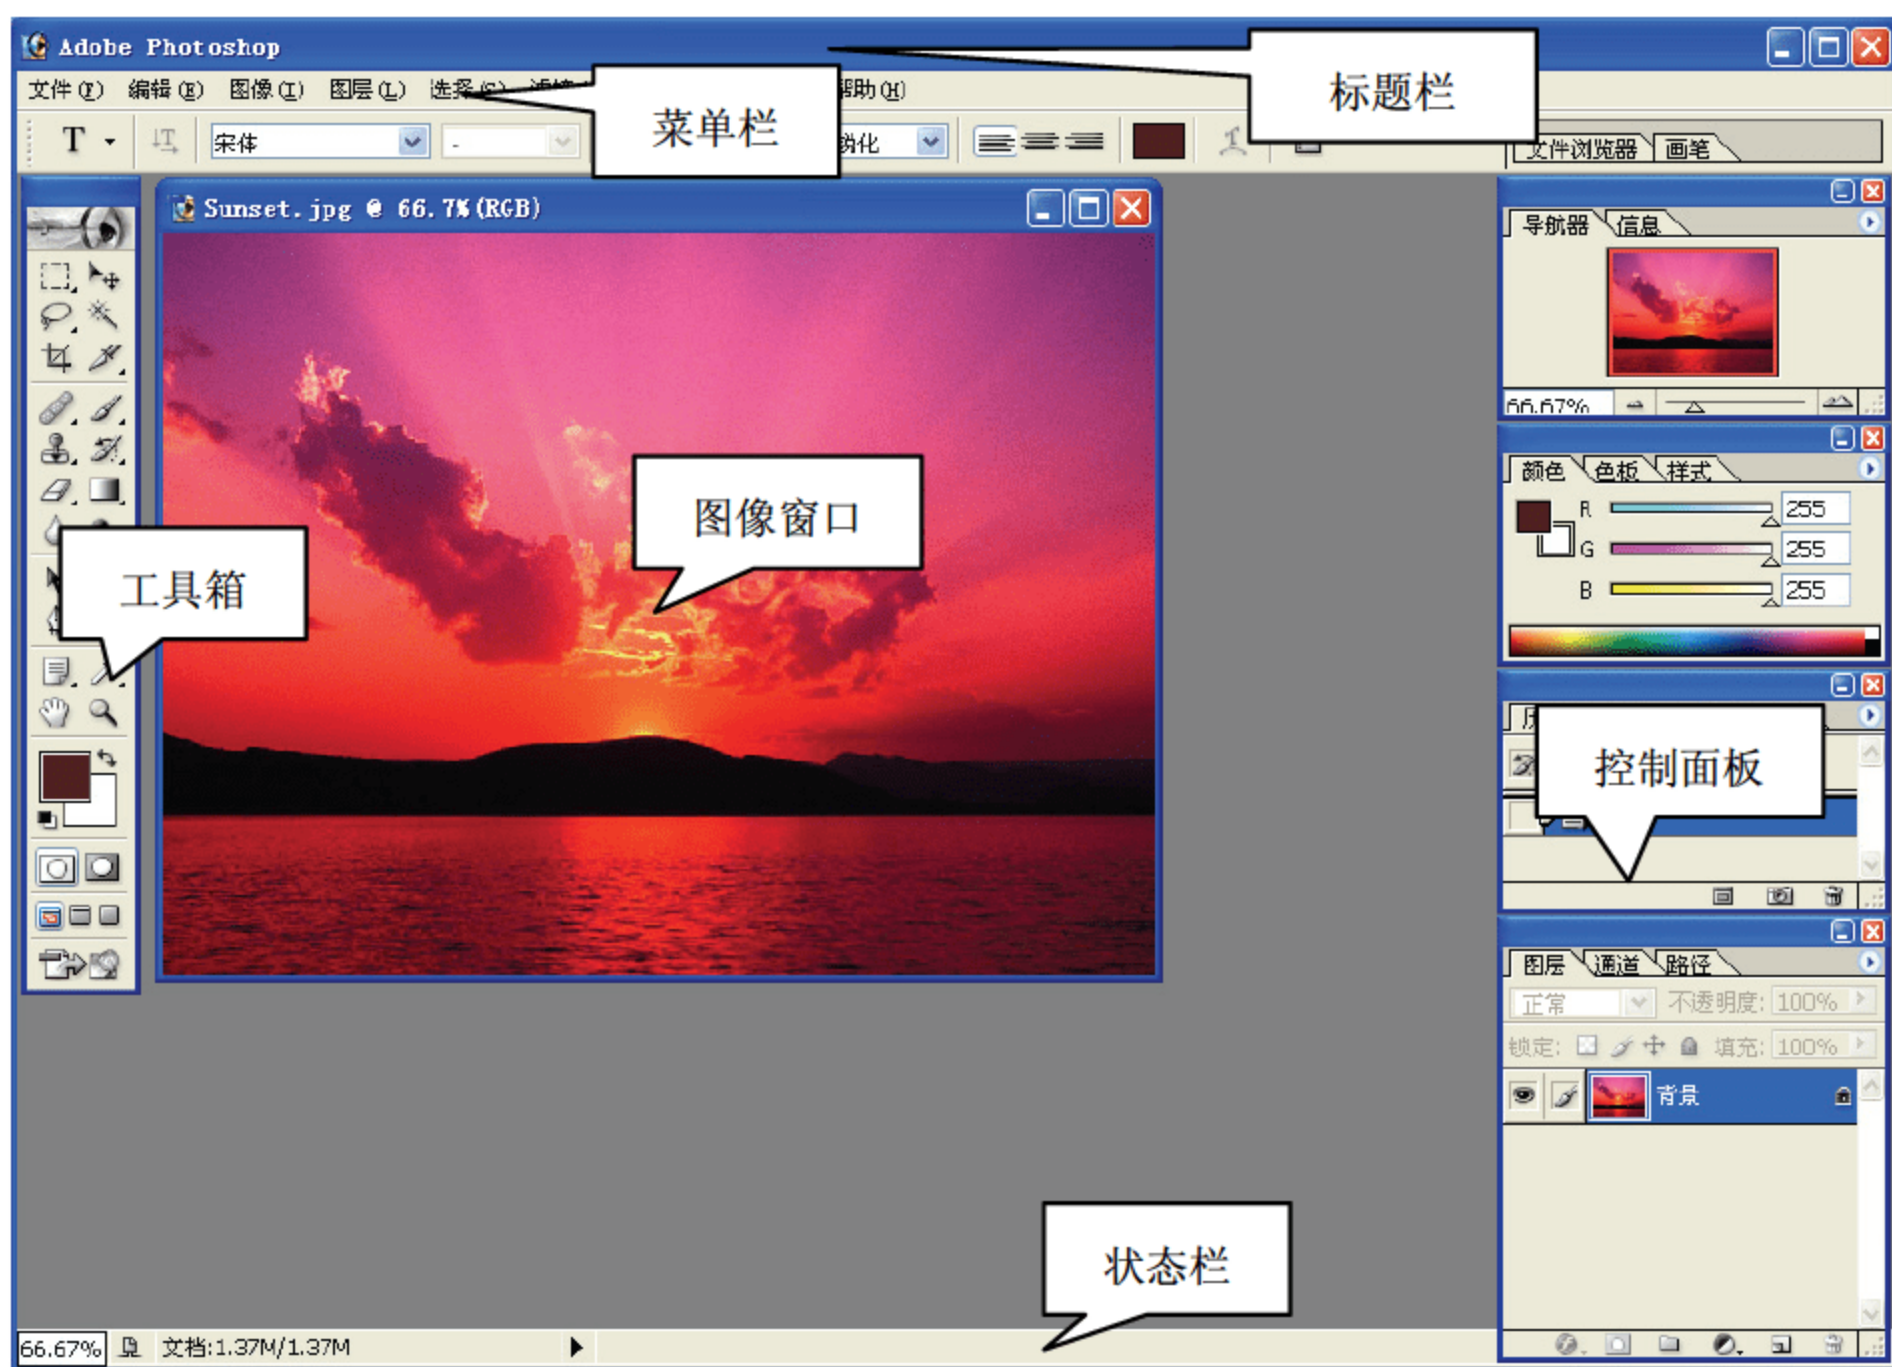 Adobe Photoshop
标题栏
文件(F) 编辑(E) 图像(I) 图层(L) 选择(S) 帮助(H)
菜单栏
T
宋体
-
锐化
文件浏览器 画笔
Sunset.jpg @ 66.7%(RGB)
导航器 信息
66.67%
颜色 色板 样式
R 255
G 255
B 255
图像窗口
工具箱
控制面板
图层 通道 路径
正常 不透明度: 100%
锁定: 填充: 100%
背景
状态栏
66.67% 文档:1.37M/1.37M